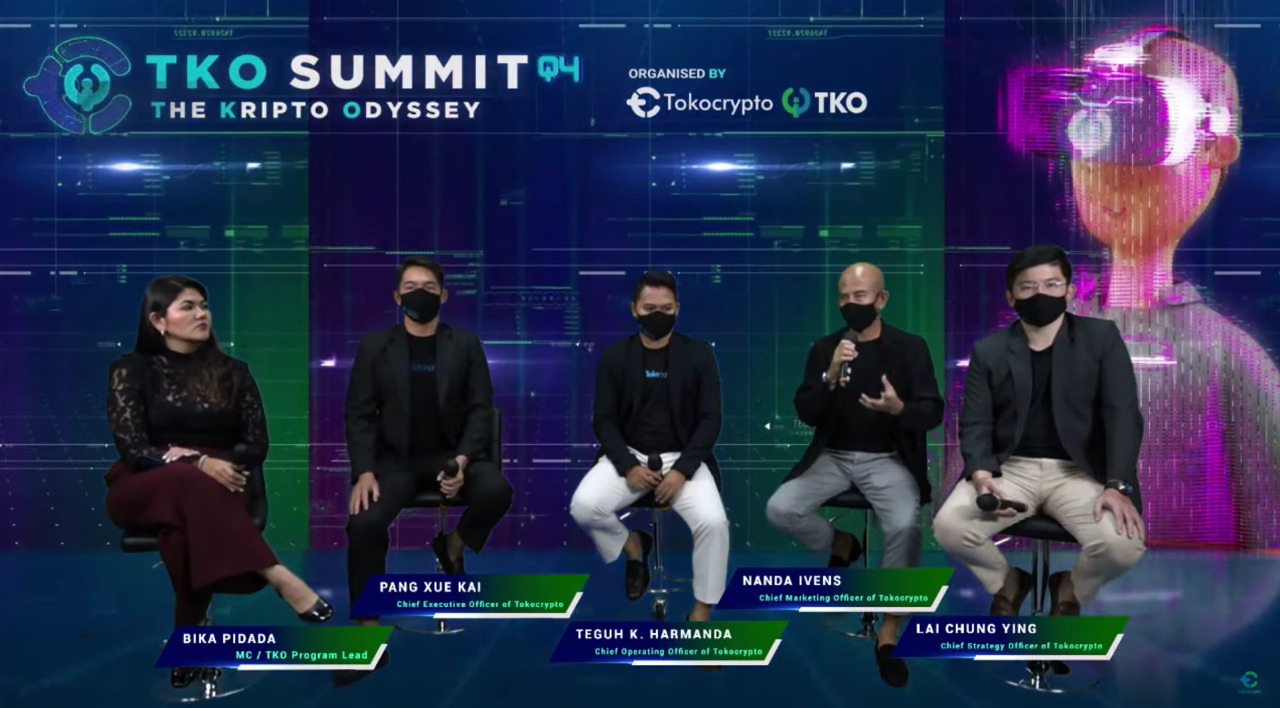 TKO SUMMIT Q4
THE KRIPTO ODYSSEY
ORGANISED BY
Tokocrypto TKO
PANG XUE KAI
Chief Executive Officer of Tokocrypto
NANDA IVENS
Chief Marketing Officer of Tokocrypto
BIKA PIDADA
MC / TKO Program Lead
TEGUH K. HARMANDA
Chief Operating Officer of Tokocrypto
LAI CHUNG YING
Chief Strategy Officer of Tokocrypto
Tokocrypto